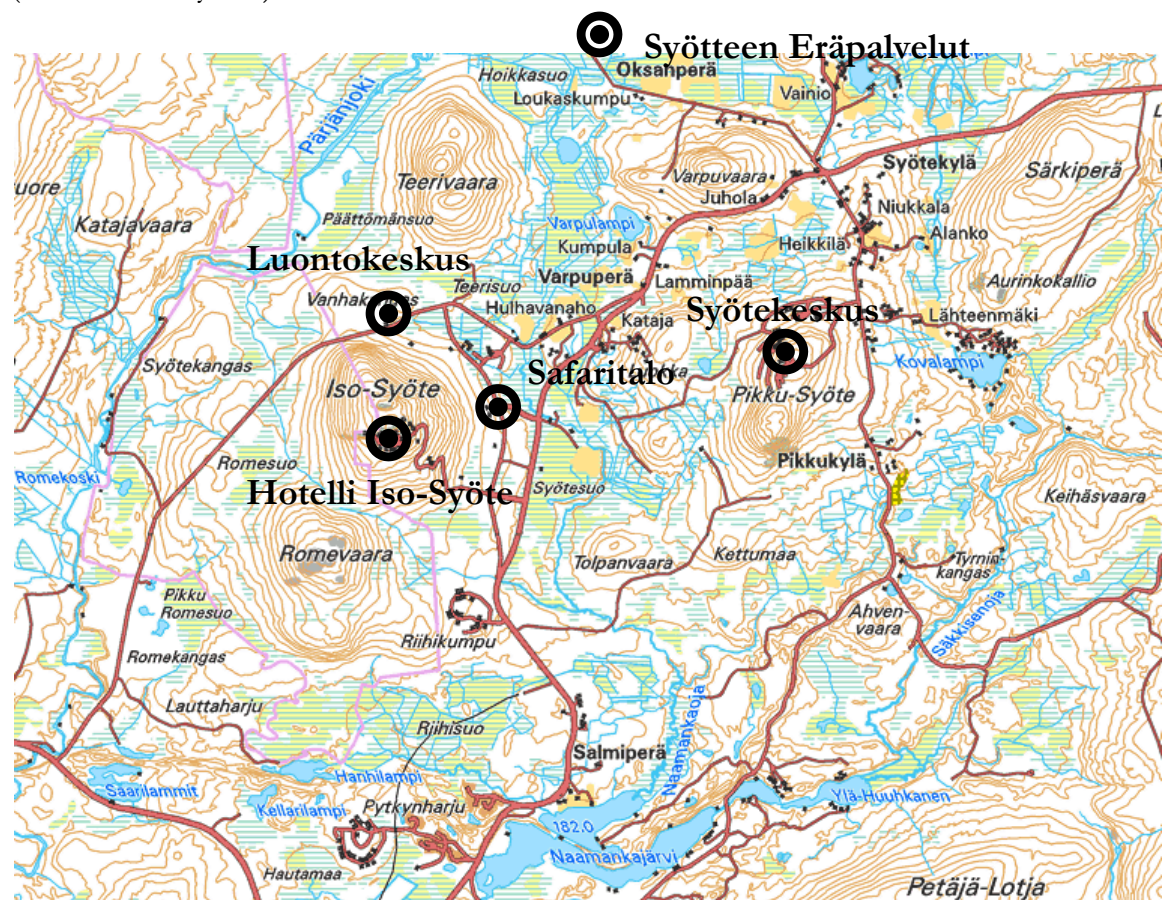 Syötteen Eräpalvelut
Hoikkasuo
Oksanperä
Loukaskumpu
Vainio
Pärjänjoki
Syötekylä
Teerivaara
Varpuvaara
Särkiperä
Juhola
Katajavaara
Päättömänsuo
Varpulampi
Niukkala
Kumpula
Heikkilä
Alanko
Luontokeskus
Varpuperä
Lamminpää
Teerisuo
Aurinkokallio
Hulhavanaho
Syötekeskus
Kataja
Lähteenmäki
Syötekangas
Safaritalo
Kovalampi
Iso-Syöte
Pikku-Syöte
Romesuo
Pikkukylä
Romekoski
Hotelli Iso-Syöte
Syötesuo
Keihäsvaara
Romevaara
Tolpanvaara
Kettumaa
Tyrnin-
kangas
Pikku
Romesuo
Ahven-
vaara
Säkkisenoja
Riihikumpu
Romekangas
Lauttaharju
Riihisuo
Naamankaoja
Salmiperä
Hanhilampi
Saarilammit
Kellarilampi
Pytkynharju
Ylä-Huuhkanen
182.0
Naamankajärvi
Hautamaa
Petäjä-Lotja